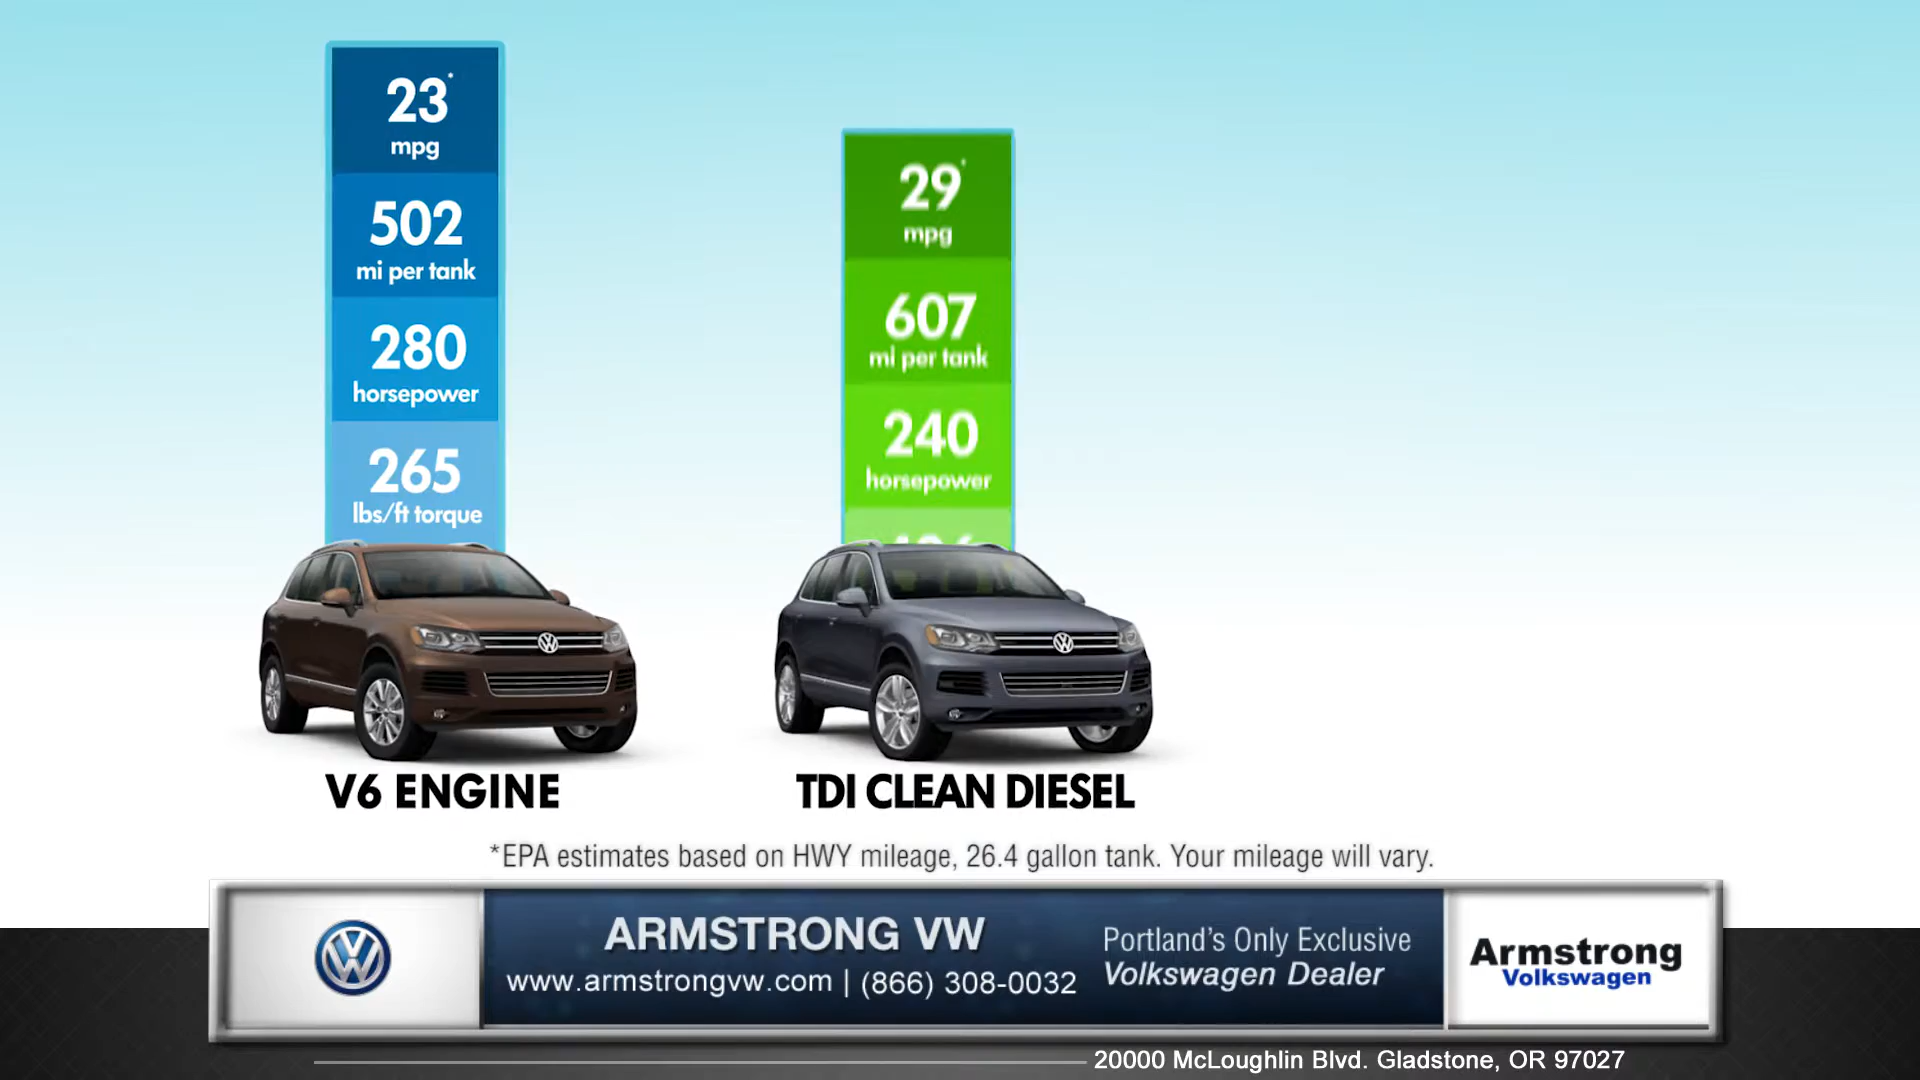 23*
mpg
502
mi per tank
280
horsepower
265
lbs/ft torque
29*
mpg
607
mi per tank
240
horsepower
V6 ENGINE
TDI CLEAN DIESEL
*EPA estimates based on HWY mileage, 26.4 gallon tank. Your mileage will vary.
ARMSTRONG VW
www.armstrongvw.com | (866) 308-0032
Portland's Only Exclusive
Volkswagen Dealer
Armstrong
Volkswagen
20000 McLoughlin Blvd. Gladstone, OR 97027